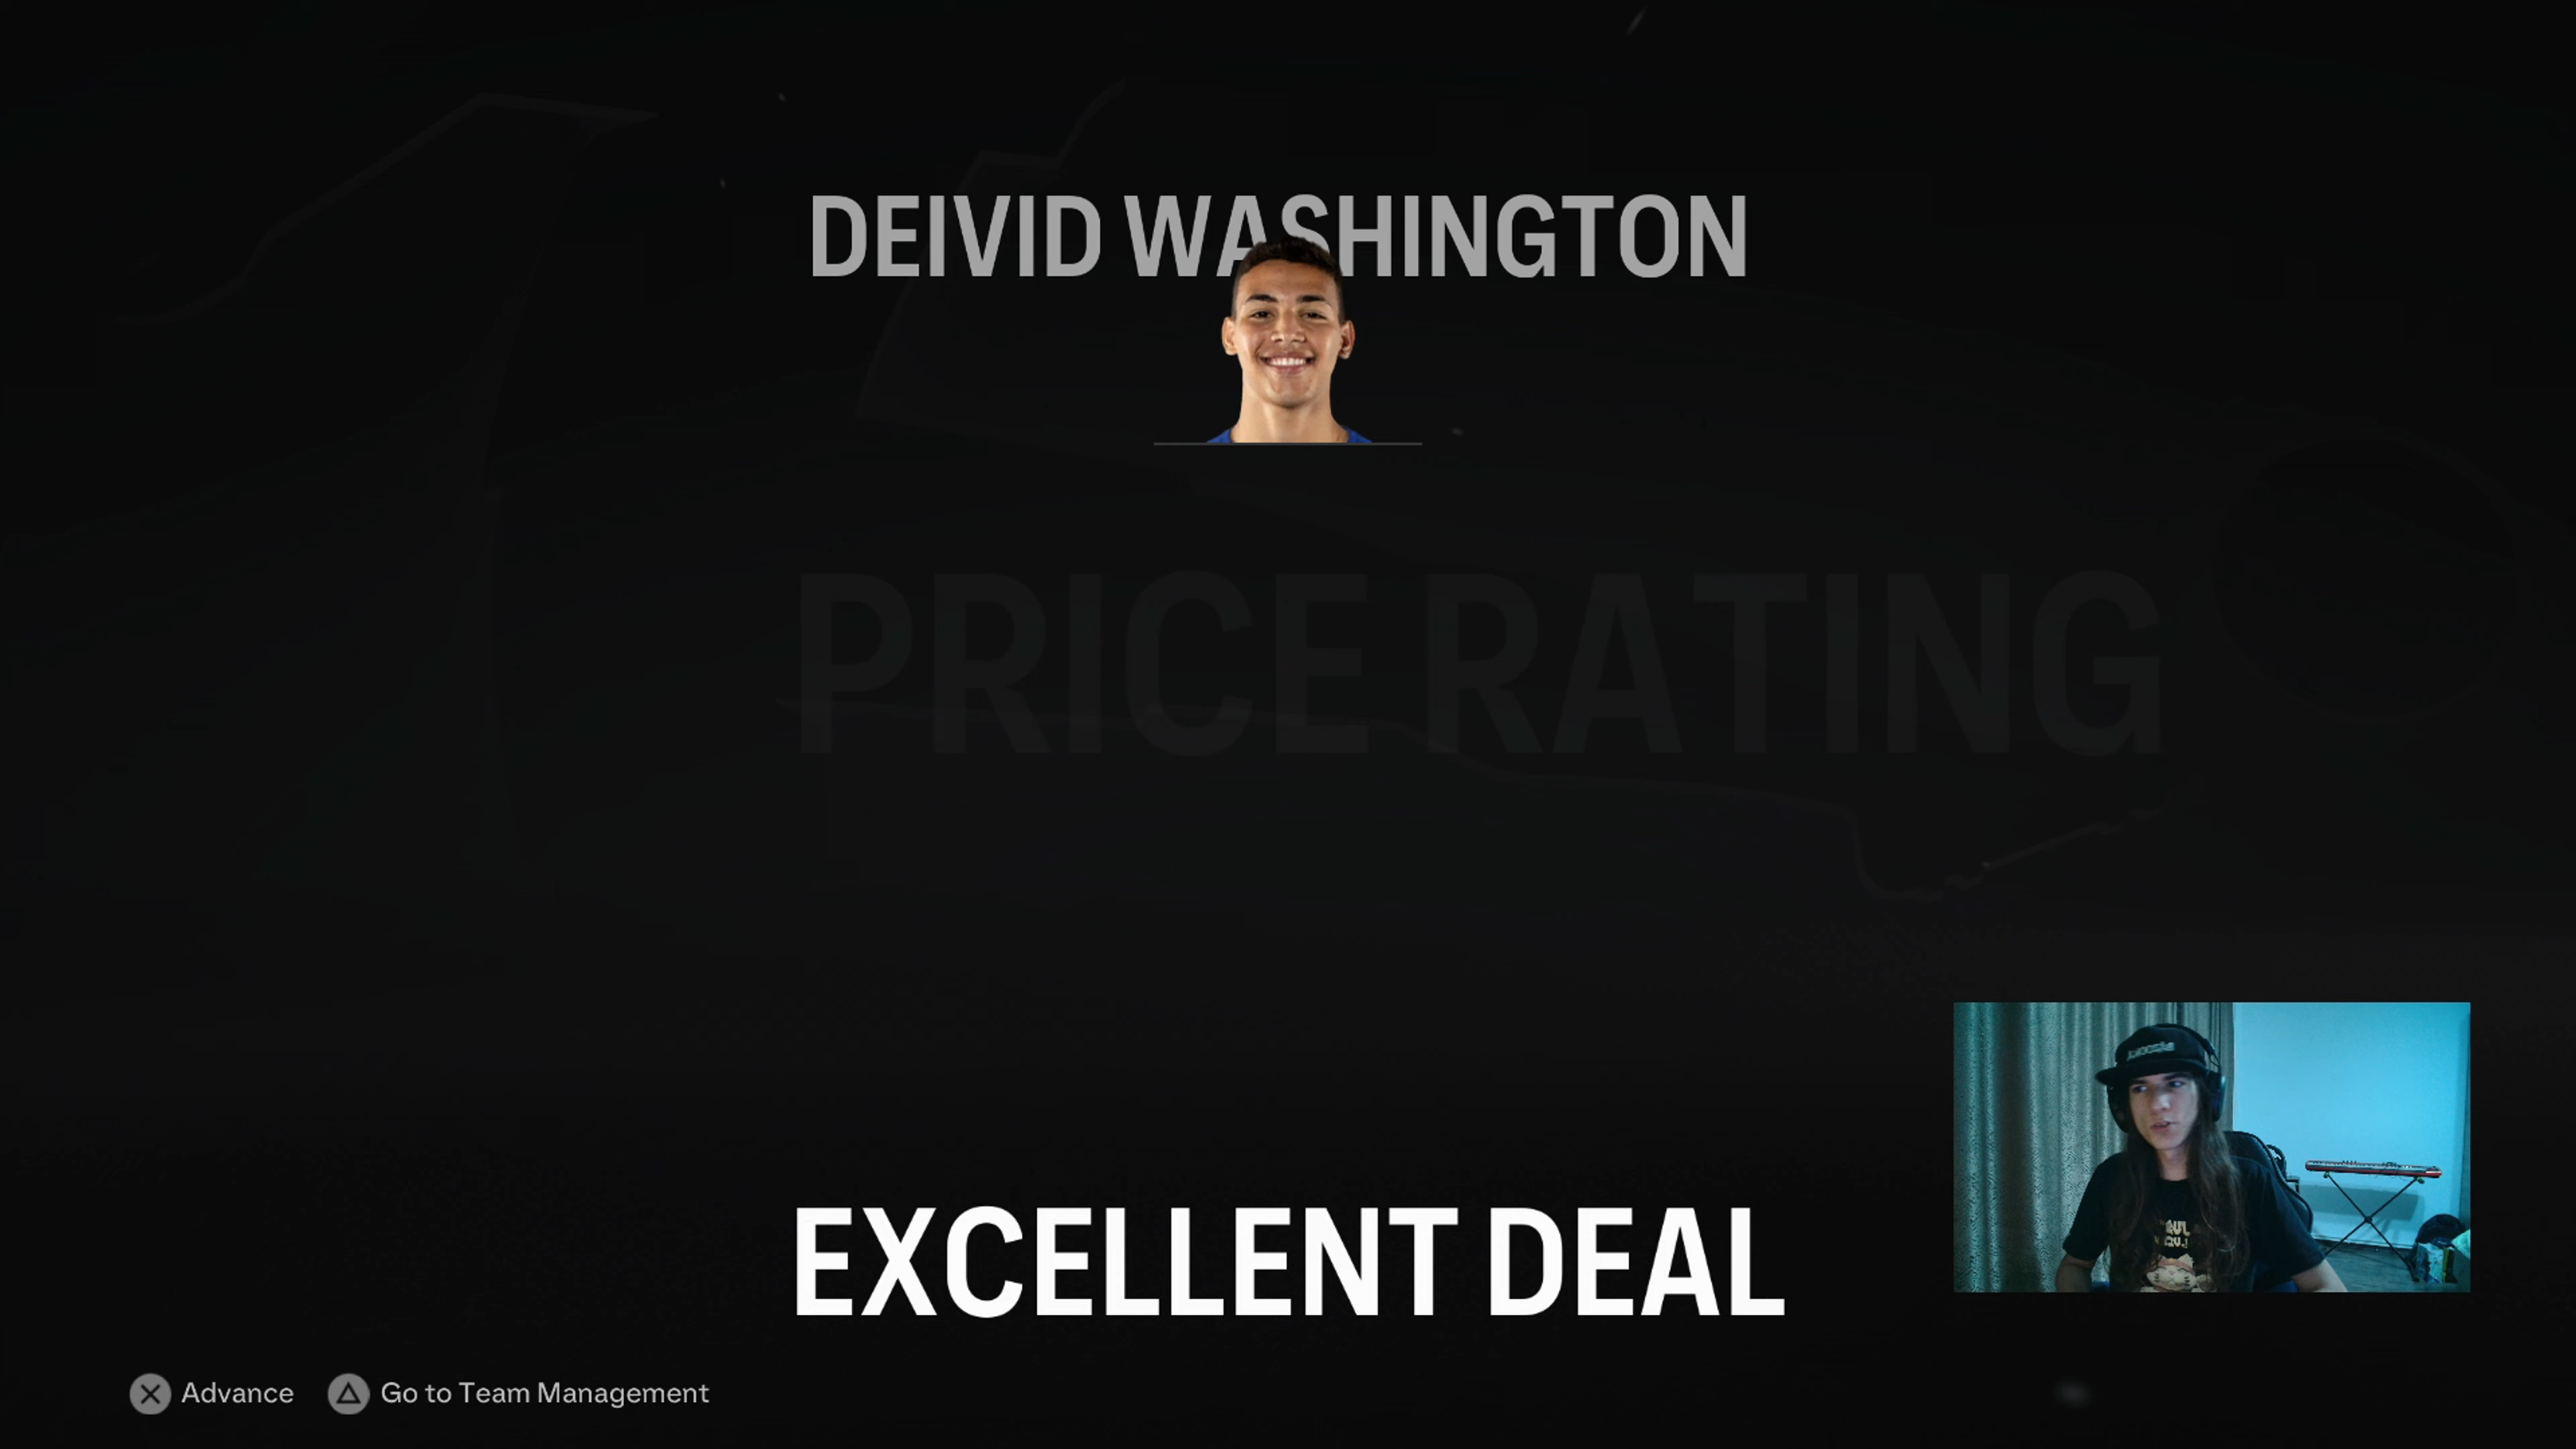 DEIVID WASHINGTON
PRICE RATING
EXCELLENT DEAL
Advance
Go to Team Management